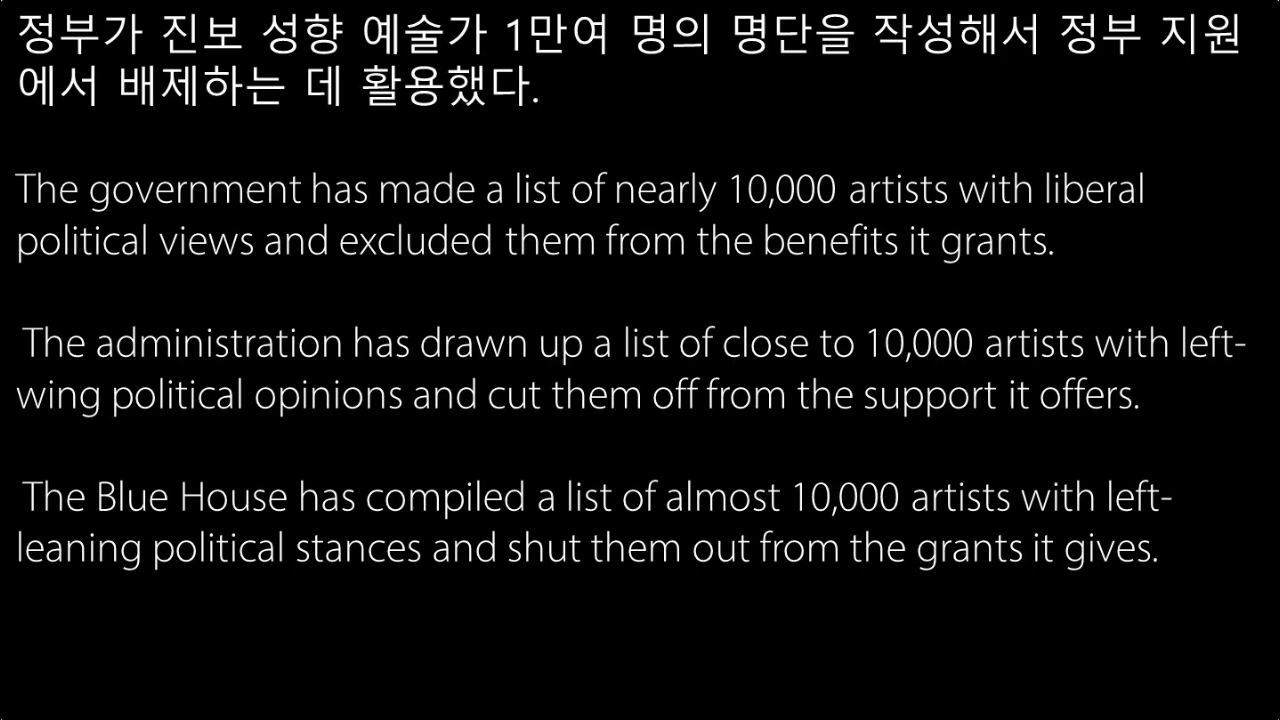 정부가 진보 성향 예술가 1만여 명의 명단을 작성해서 정부 지원
에서 배제하는 데 활용했다.
The government has made a list of nearly 10,000 artists with liberal
political views and excluded them from the benefits it grants.
The administration has drawn up a list of close to 10,000 artists with left-
wing political opinions and cut them off from the support it offers.
The Blue House has compiled a list of almost 10,000 artists with left-
leaning political stances and shut them out from the grants it gives.